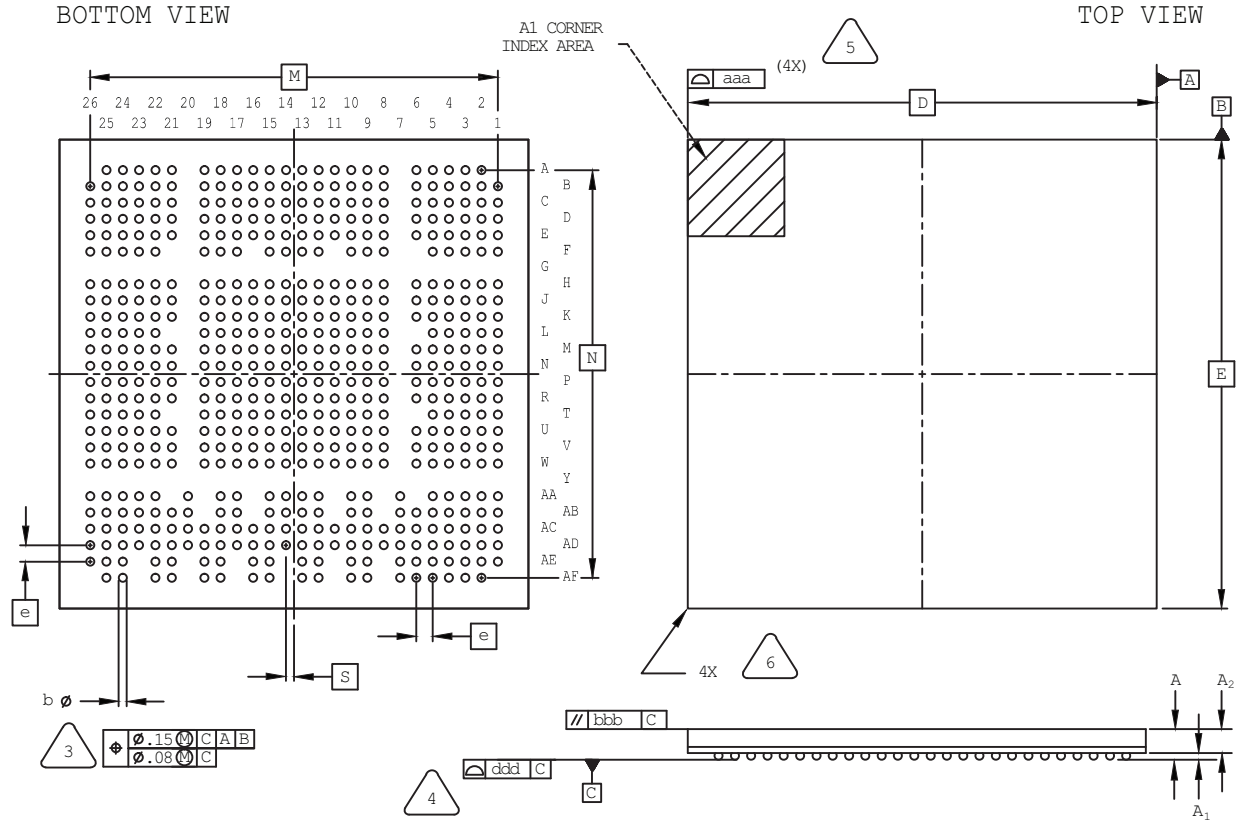 BOTTOM VIEW
TOP VIEW
A1 CORNER
INDEX AREA
5
(4X)
aaa
A
M
D
B
26 24 22 20 18 16 14 12 10 8 6 4 2
25 23 21 19 17 15 13 11 9 7 5 3 1
A
B
C
D
E
F
G
H
J
K
L
M
N
P
R
T
U
V
W
Y
AA
AB
AC
AD
AE
AF
N
E
e
e
S
4X
6
b ø
3
ø.15 M C A B
ø.08 M C
// bbb C
ddd C
4
C
A
A2
A1